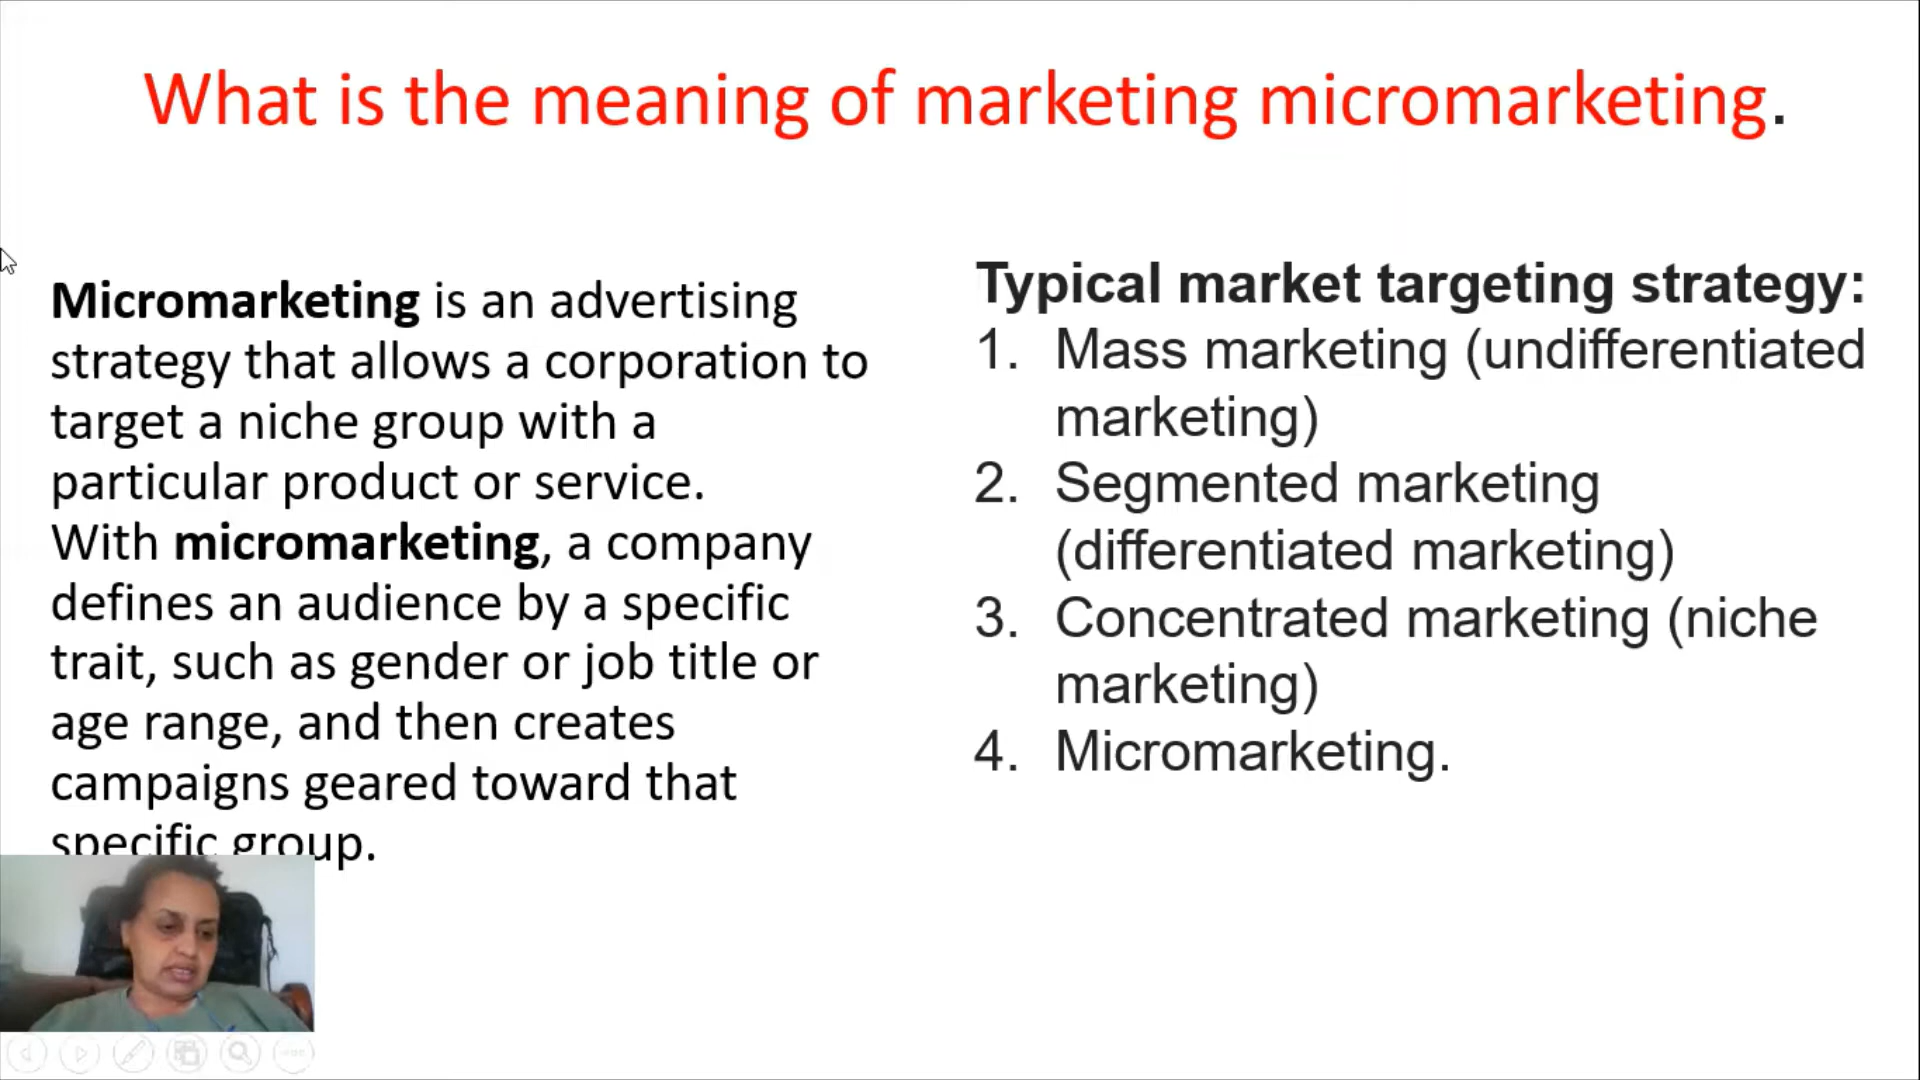 What is the meaning of marketing micromarketing.
Micromarketing is an advertising
strategy that allows a corporation to
target a niche group with a
particular product or service.
With micromarketing, a company
defines an audience by a specific
trait, such as gender or job title or
age range, and then creates
campaigns geared toward that
specific group.
Typical market targeting strategy:
1. Mass marketing (undifferentiated
marketing)
2. Segmented marketing
(differentiated marketing)
3. Concentrated marketing (niche
marketing)
4. Micromarketing.